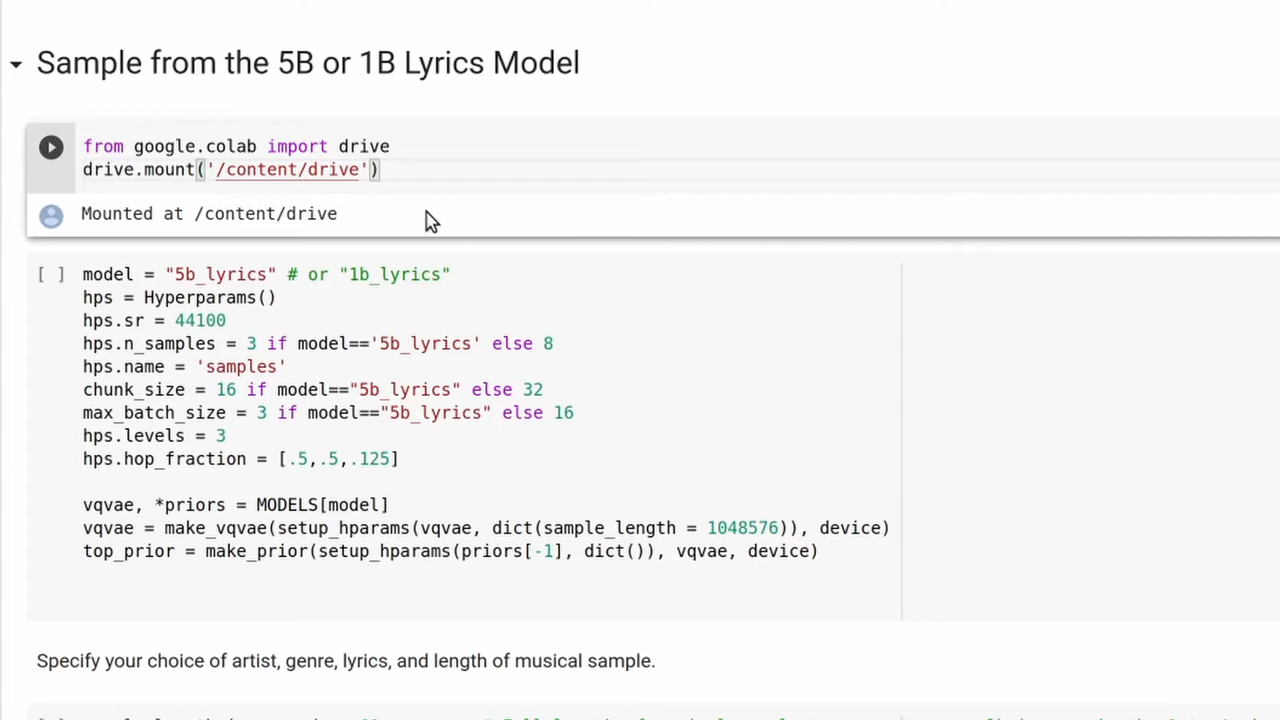 Sample from the 5B or 1B Lyrics Model
from google.colab import drive
drive.mount('/content/drive')
Mounted at /content/drive
[ ] model = "5b_lyrics" # or "1b_lyrics"
hps = Hyperparams()
hps.sr = 44100
hps.n_samples = 3 if model=='5b_lyrics' else 8
hps.name = 'samples'
chunk_size = 16 if model=="5b_lyrics" else 32
max_batch_size = 3 if model=="5b_lyrics" else 16
hps.levels = 3
hps.hop_fraction = [.5,.5,.125]
vqvae, *priors = MODELS[model]
vqvae = make_vqvae(setup_hparams(vqvae, dict(sample_length = 1048576)), device)
top_prior = make_prior(setup_hparams(priors[-1], dict()), vqvae, device)
Specify your choice of artist, genre, lyrics, and length of musical sample.